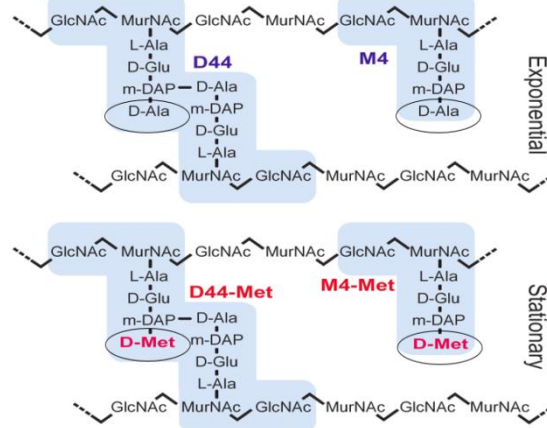 GlcNAc MurNAc GlcNAc MurNAc GlcNAc MurNAc
L-Ala L-Ala
D-Glu D44 M4 D-Glu
m-DAP D-Ala m-DAP
D-Ala m-DAP D-Ala
D-Glu
L-Ala
GlcNAc MurNAc GlcNAc MurNAc GlcNAc MurNAc
Exponential
GlcNAc MurNAc GlcNAc MurNAc GlcNAc MurNAc
L-Ala L-Ala
D-Glu D44-Met M4-Met D-Glu
m-DAP D-Ala m-DAP
D-Met m-DAP D-Met
D-Glu
L-Ala
GlcNAc MurNAc GlcNAc MurNAc GlcNAc MurNAc
Stationary